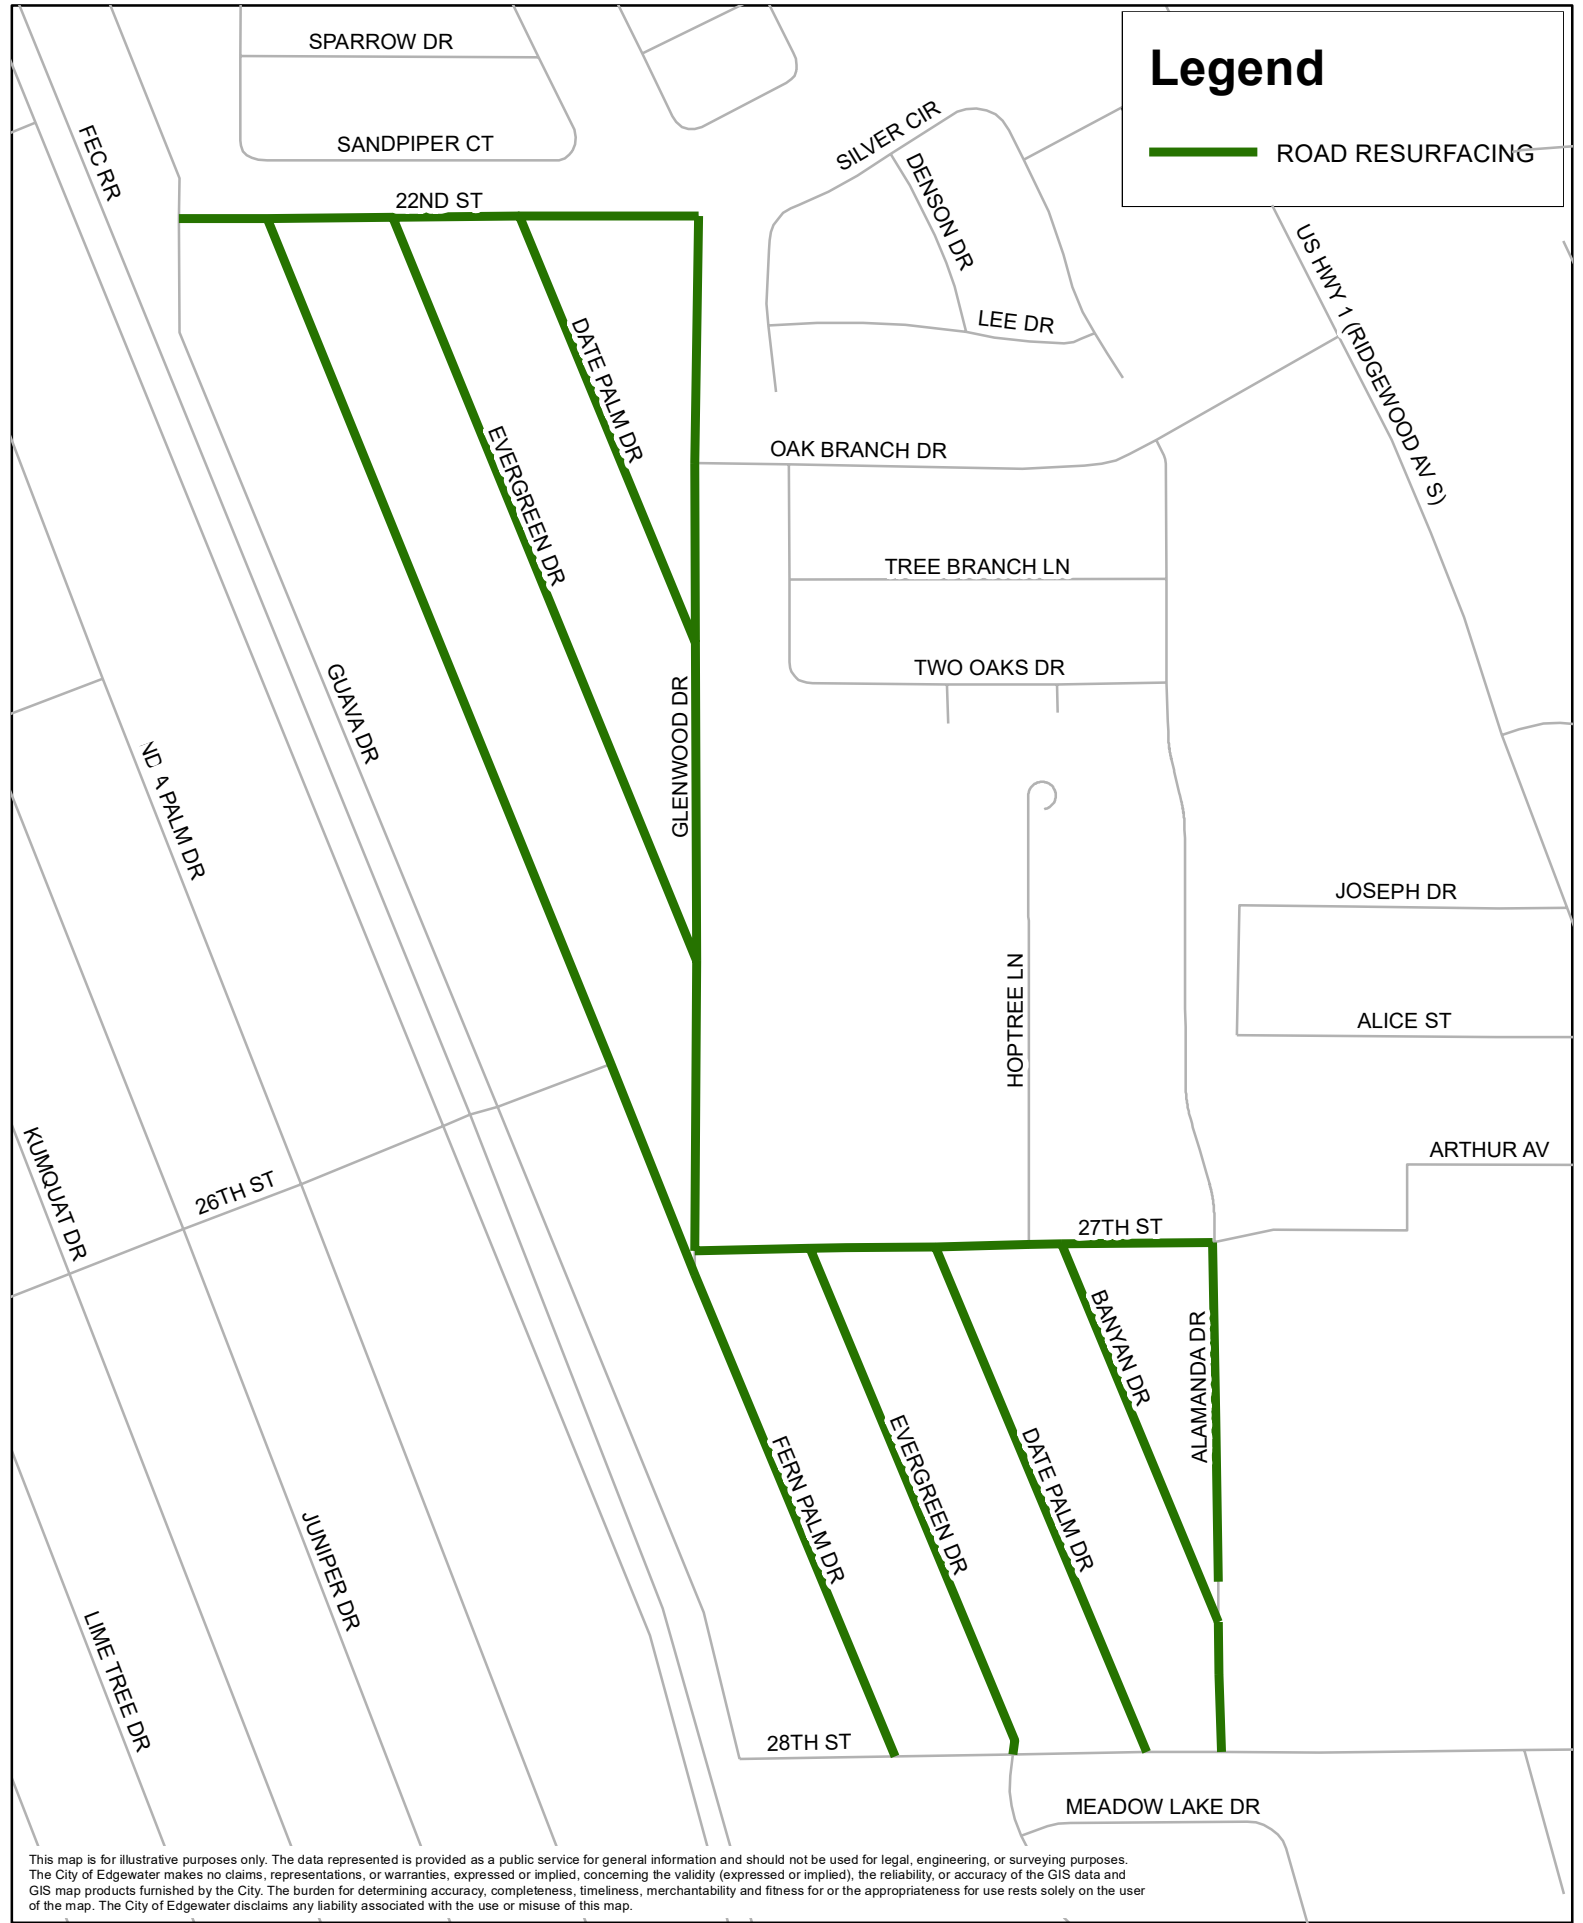 SPARROW DR
Legend
SILVER CIR
FEC RR
SANDPIPER CT
ROAD RESURFACING
DENSON DR
22ND ST
US HWY 1 (RIDGEWOOD AV S)
LEE DR
DATE PALM DR
EVERGREEN DR
OAK BRANCH DR
TREE BRANCH LN
TWO OAKS DR
GUAVA DR
GLENWOOD DR
PALM DR
JOSEPH DR
HOPTREE LN
ALICE ST
KUMQUAT DR
ARTHUR AV
26TH ST
27TH ST
BANYAN DR
ALAMANDA DR
FERN PALM DR
EVERGREEN DR
DATE PALM DR
JUNIPER DR
LIME TREE DR
28TH ST
MEADOW LAKE DR
This map is for illustrative purposes only. The data represented is provided as a public service for general information and should not be used for legal, engineering, or surveying purposes.
The City of Edgewater makes no claims, representations, or warranties, expressed or implied, concerning the validity (expressed or implied), the reliability, or accuracy of the GIS data and
GIS map products furnished by the City. The burden for determining accuracy, completeness, timeliness, merchantability and fitness for or the appropriateness for use rests solely on the user
of the map. The City of Edgewater disclaims any liability associated with the use or misuse of this map.